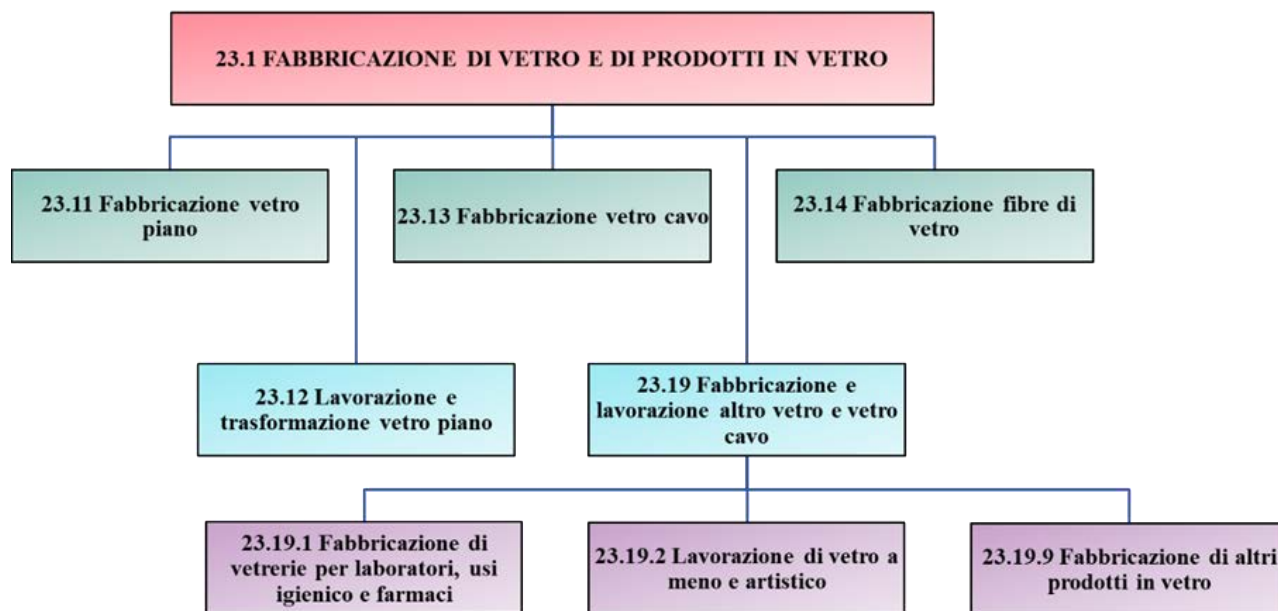 23.1 FABBRICAZIONE DI VETRO E DI PRODOTTI IN VETRO
23.11 Fabbricazione vetro
piano
23.13 Fabbricazione vetro cavo
23.14 Fabbricazione fibre di
vetro
23.12 Lavorazione e
trasformazione vetro piano
23.19 Fabbricazione e
lavorazione altro vetro e vetro
cavo
23.19.1 Fabbricazione di
vetrerie per laboratori, usi
igienico e farmaci
23.19.2 Lavorazione di vetro a
meno e artistico
23.19.9 Fabbricazione di altri
prodotti in vetro